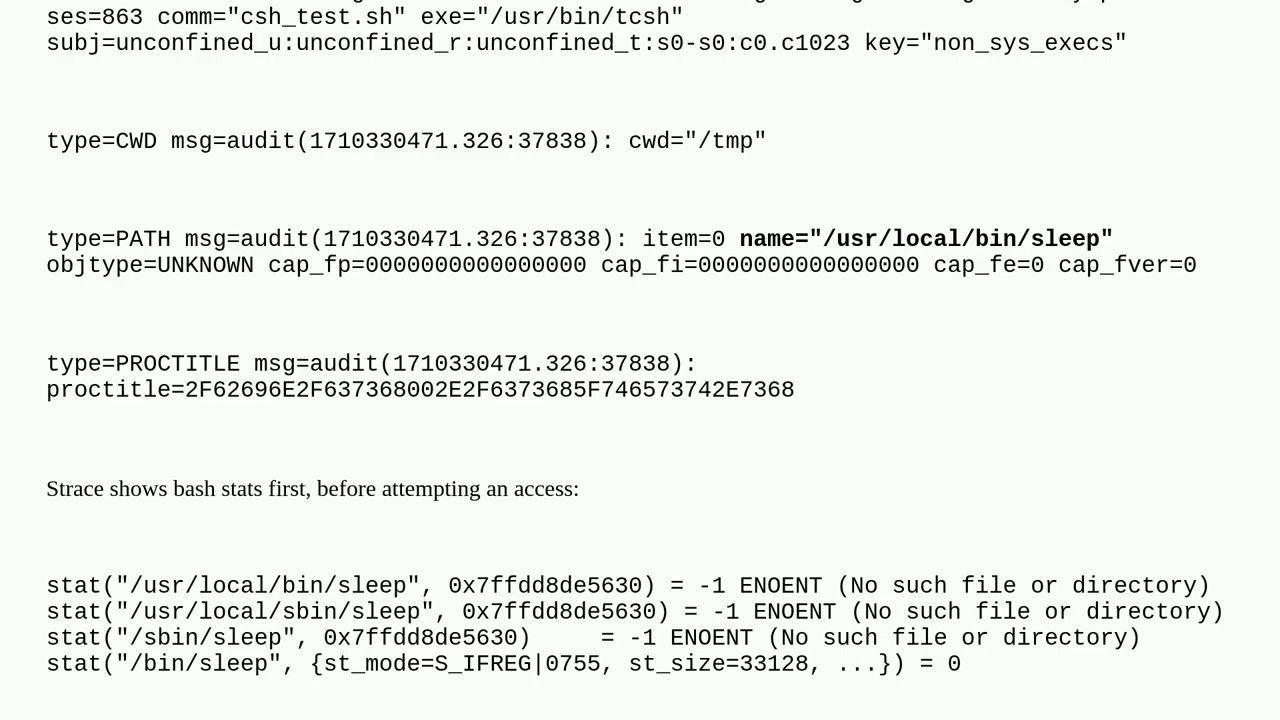 ses=863 comm="csh_test.sh" exe="/usr/bin/tcsh"
subj=unconfined_u:unconfined_r:unconfined_t:s0-s0:c0.c1023 key="non_sys_execs"
type=CWD msg=audit(1710330471.326:37838): cwd="/tmp"
type=PATH msg=audit(1710330471.326:37838): item=0 name="/usr/local/bin/sleep"
objtype=UNKNOWN cap_fp=0000000000000000 cap_fi=0000000000000000 cap_fe=0 cap_fver=0
type=PROCTITLE msg=audit(1710330471.326:37838):
proctitle=2F62696E2F637368002E2F6373685F746573742E7368
Strace shows bash stats first, before attempting an access:
stat("/usr/local/bin/sleep", 0x7ffdd8de5630) = -1 ENOENT (No such file or directory)
stat("/usr/local/sbin/sleep", 0x7ffdd8de5630) = -1 ENOENT (No such file or directory)
stat("/sbin/sleep", 0x7ffdd8de5630)     = -1 ENOENT (No such file or directory)
stat("/bin/sleep", {st_mode=S_IFREG|0755, st_size=33128, ...}) = 0